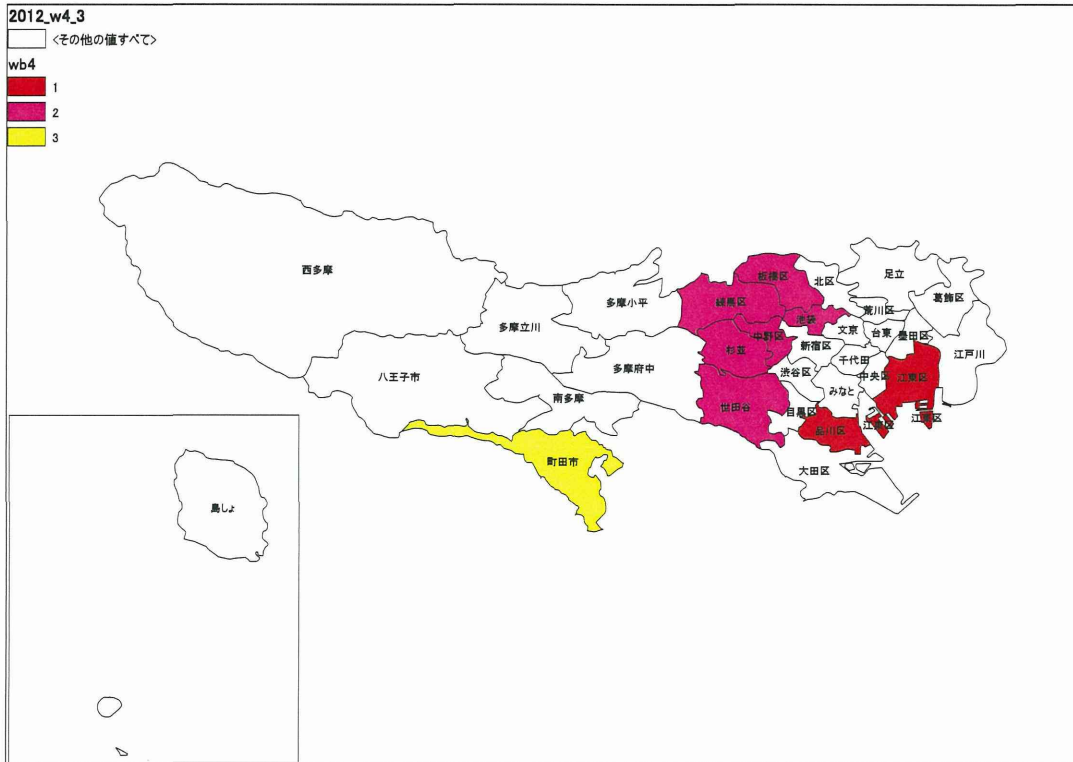 2012_w4_3
<その他の値すべて>
wb4
1
2
3
西多摩
多摩立川
多摩小平
八王子市
南多摩
多摩府中
町田市
板橋区
練馬区
池袋
中野区
杉並
世田谷
北区
足立
葛飾区
荒川区
文京
台東
墨田区
新宿区
千代田
江戸川
渋谷区
中央区
江東区
みなと
目黒区
品川区
江東区
江東区
大田区
島しょ